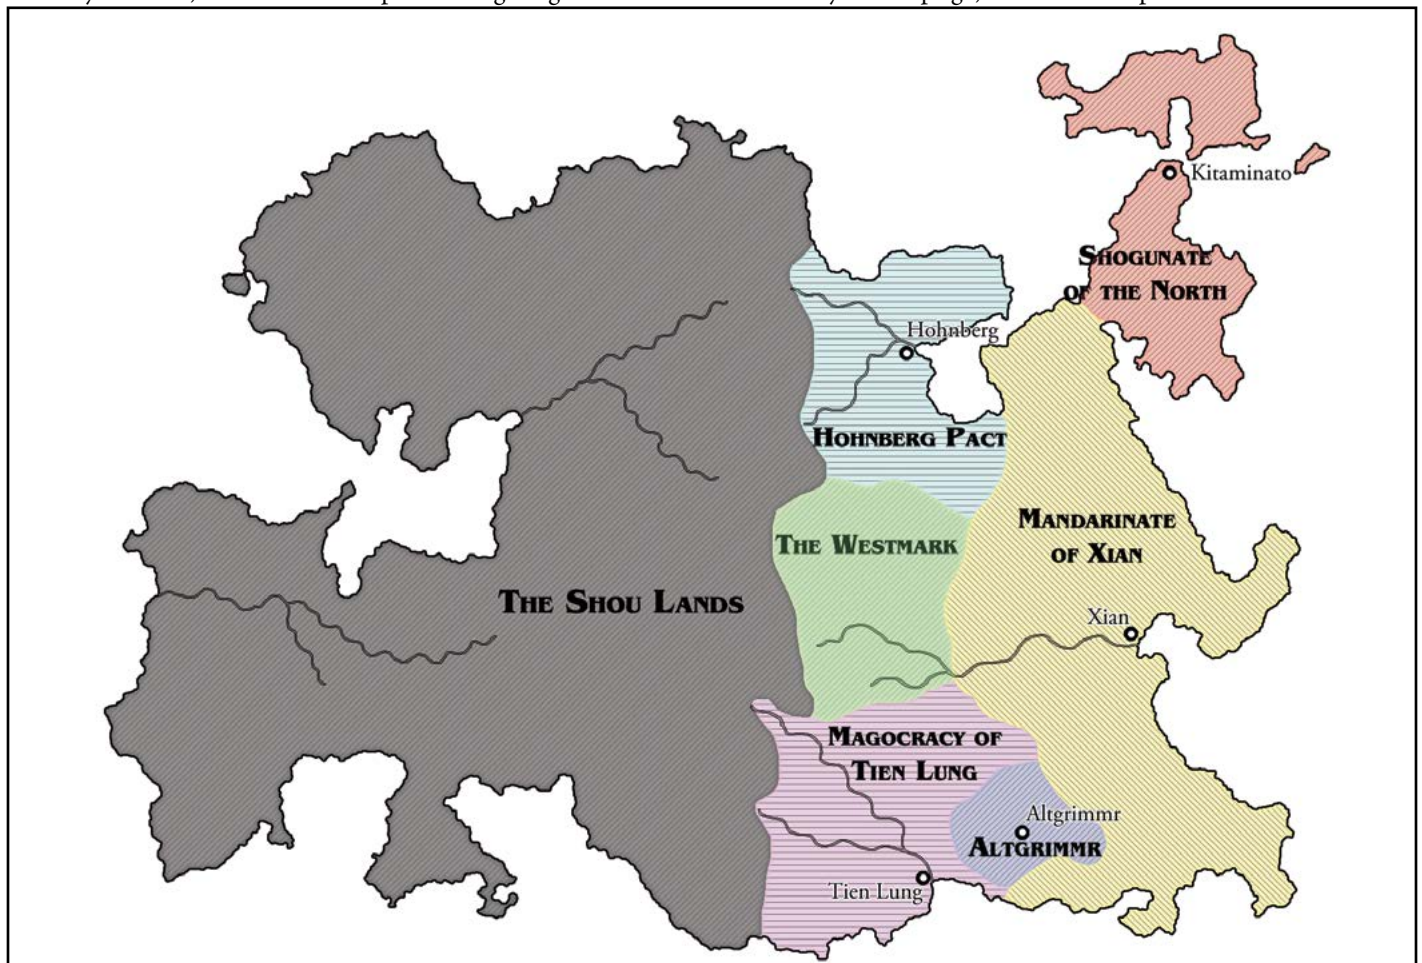 Kitaminato
SHOGUNATE
OF THE NORTH
Hohnberg
HOHNBERG PACT
MANDARINATE
OF XIAN
THE WESTMARK
THE SHOU LANDS
Xian
MAGOCRACY OF
TIEN LUNG
Altgrimmr
ALTGRIMMR
Tien Lung